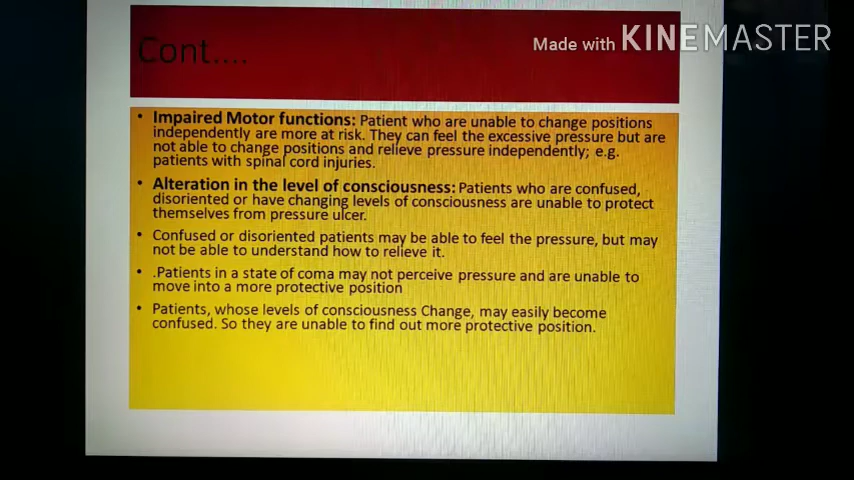 Cont....
Made with KINEMASTER
• Impaired Motor functions: Patient who are unable to change positions
independently are more at risk. They can feel the excessive pressure but are
not able to change positions and relieve pressure independently; e.g.
patients with spinal cord injuries.
• Alteration in the level of consciousness: Patients who are confused,
disoriented or have changing levels of consciousness are unable to protect
themselves from pressure ulcer.
• Confused or disoriented patients may be able to feel the pressure, but may
not be able to understand how to relieve it.
• .Patients in a state of coma may not perceive pressure and are unable to
move into a more protective position
• Patients, whose levels of consciousness Change, may easily become
confused. So they are unable to find out more protective position.